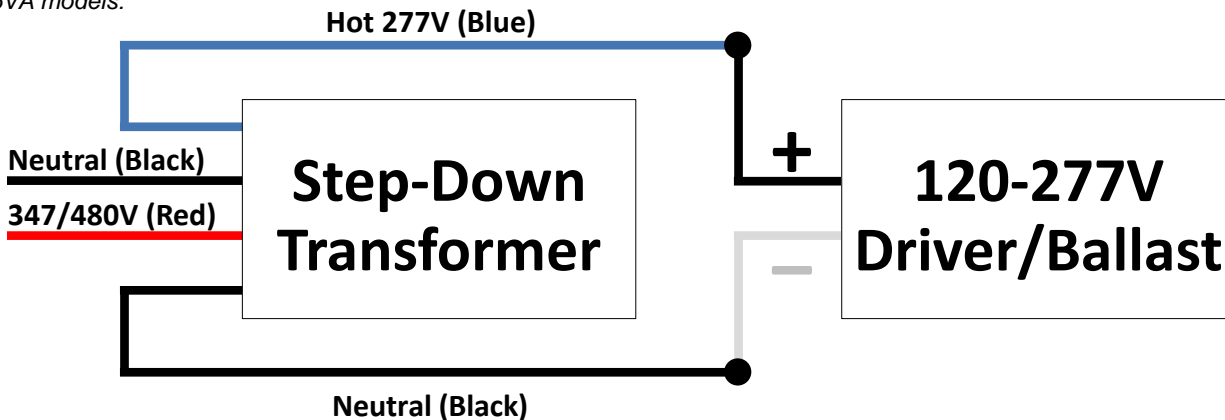 VA models.
Hot 277V (Blue)
Neutral (Black)
347/480V (Red)
Step-Down
Transformer
+
−
120-277V
Driver/Ballast
Neutral (Black)